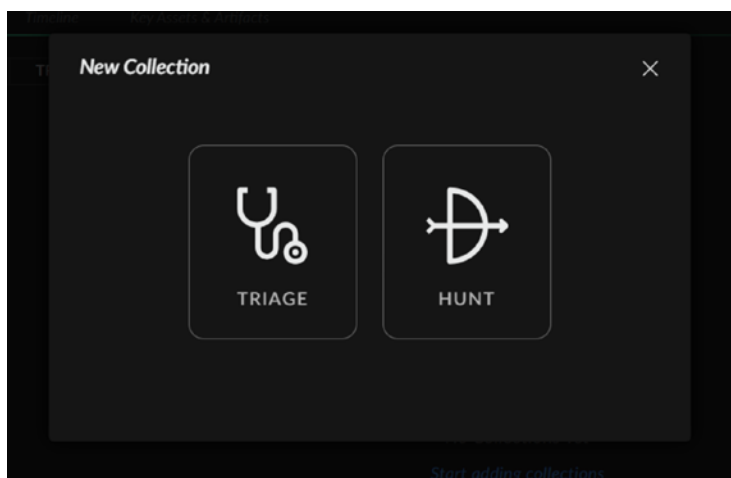 Timeline Key Assets & Artifacts
New Collection
TRIAGE HUNT
Start adding collections